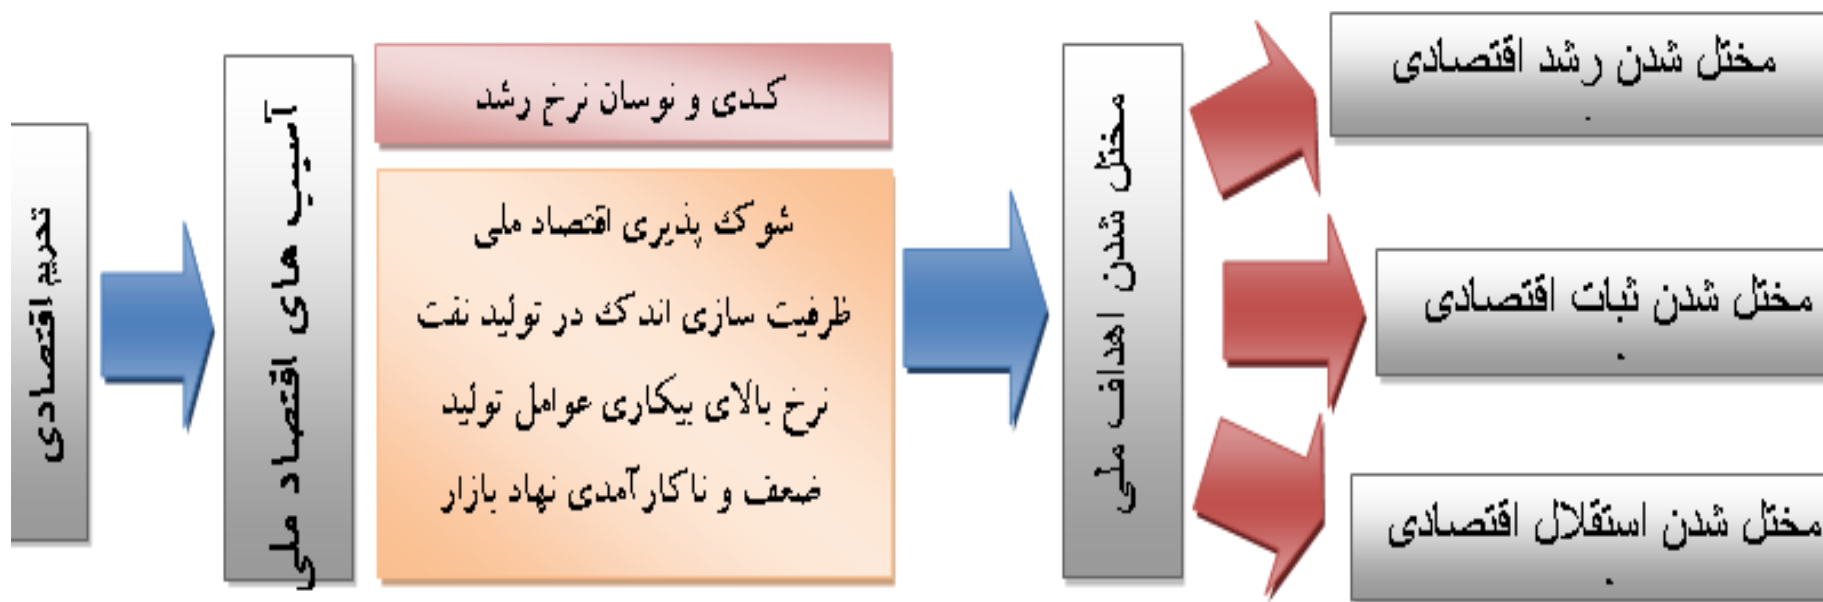 تحریم اقتصادی
آسیب های اقتصاد ملی
کندی و نوسان نرخ رشد
شوک پذیری اقتصاد ملی
ظرفیت سازی اندک در تولید نفت
نرخ بالای بیکاری عوامل تولید
ضعف و ناکارآمدی نهاد بازار
مختل شدن اهداف ملی
مختل شدن رشد اقتصادی
.
مختل شدن ثبات اقتصادی
.
مختل شدن استقلال اقتصادی
.